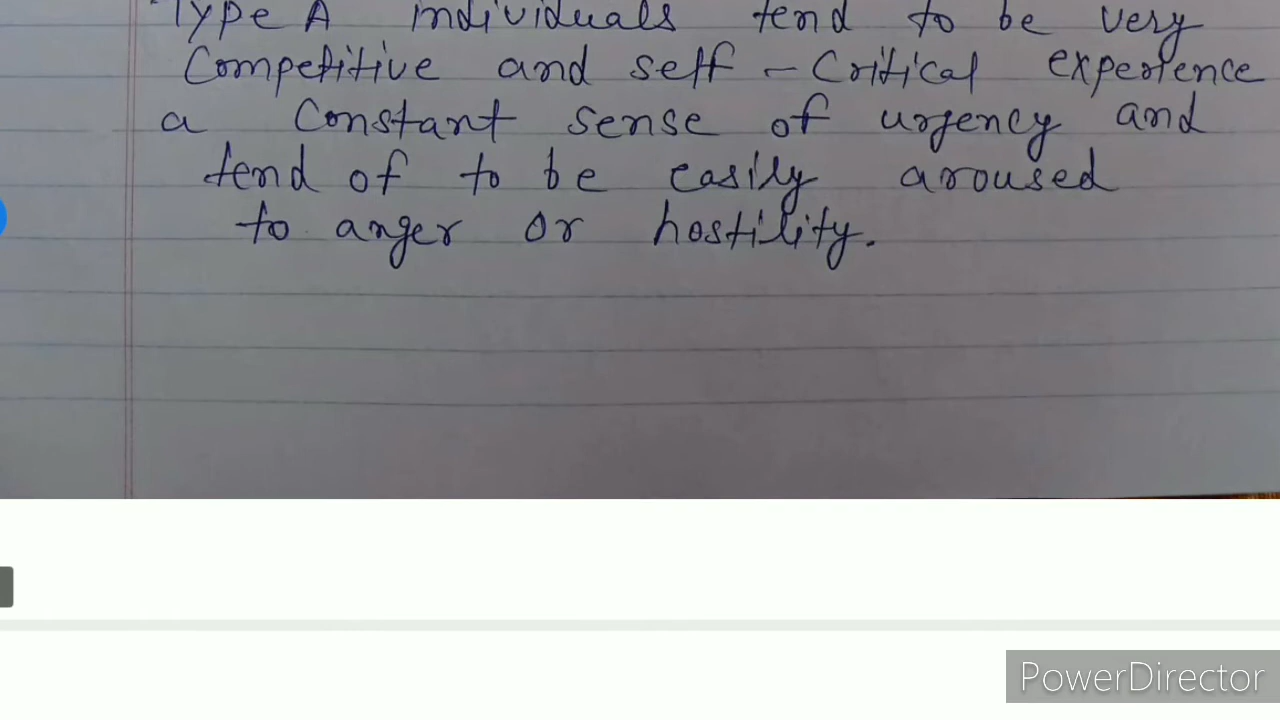 Type A individuals tend to be very
Competitive and self - Critical experience
a Constant sense of urgency and
tend of to be easily aroused
to anger or hostility.
PowerDirector